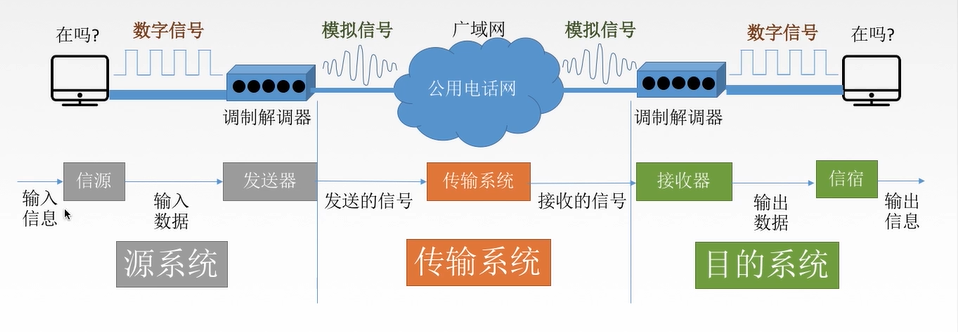 在吗?
数字信号
模拟信号
广域网
模拟信号
数字信号
在吗?
公用电话网
调制解调器
调制解调器
信源
发送器
传输系统
接收器
信宿
输入
信息
输入
数据
发送的信号
接收的信号
输出
数据
输出
信息
源系统
传输系统
目的系统